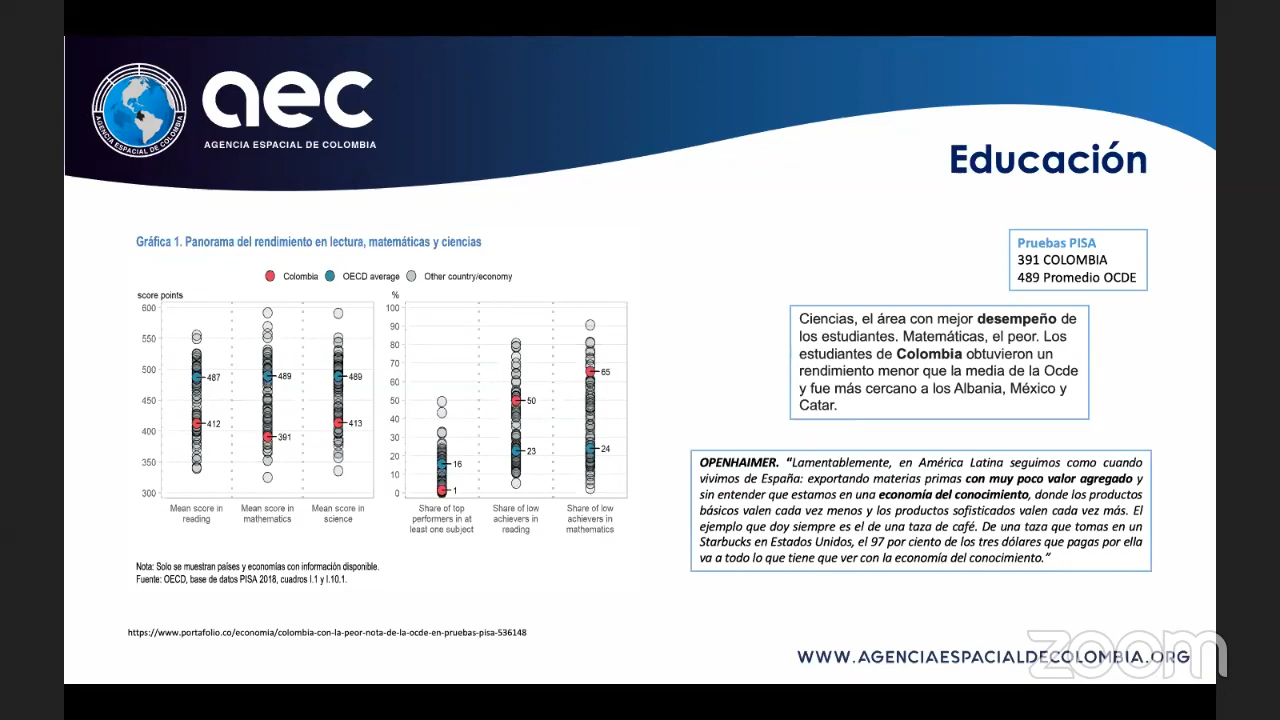 aec
AGENCIA ESPACIAL DE COLOMBIA
AGENCIA ESPACIAL DE COLOMBIA
Educación
Gráfica 1. Panorama del rendimiento en lectura, matemáticas y ciencias
Colombia OECD average Other country/economy
score points
600
550
500
450
400
350
300
487
412
489
391
489
413
Mean score in
reading
Mean score in
mathematics
Mean score in
science
%
100
90
80
70
60
50
40
30
20
10
0
16
1
50
23
65
24
Share of top
performers in at
least one subject
Share of low
achievers in
reading
Share of low
achievers in
mathematics
Nota: Solo se muestran países y economías con información disponible.
Fuente: OECD, base de datos PISA 2018, cuadros I.1 y I.10.1.
https://www.portafolio.co/economia/colombia-con-la-peor-nota-de-la-ocde-en-pruebas-pisa-536148
Pruebas PISA
391 COLOMBIA
489 Promedio OCDE
Ciencias, el área con mejor desempeño de
los estudiantes. Matemáticas, el peor. Los
estudiantes de Colombia obtuvieron un
rendimiento menor que la media de la Ocde
y fue más cercano a los Albania, México y
Catar.
OPENHAIMER. “Lamentablemente, en América Latina seguimos como cuando
vivimos de España: exportando materias primas con muy poco valor agregado y
sin entender que estamos en una economía del conocimiento, donde los productos
básicos valen cada vez menos y los productos sofisticados valen cada vez más. El
ejemplo que doy siempre es el de una taza de café. De una taza que tomas en un
Starbucks en Estados Unidos, el 97 por ciento de los tres dólares que pagas por ella
va a todo lo que tiene que ver con la economía del conocimiento.”
WWW.AGENCIAESPACIALDECOLOMBIA.ORG
zoom